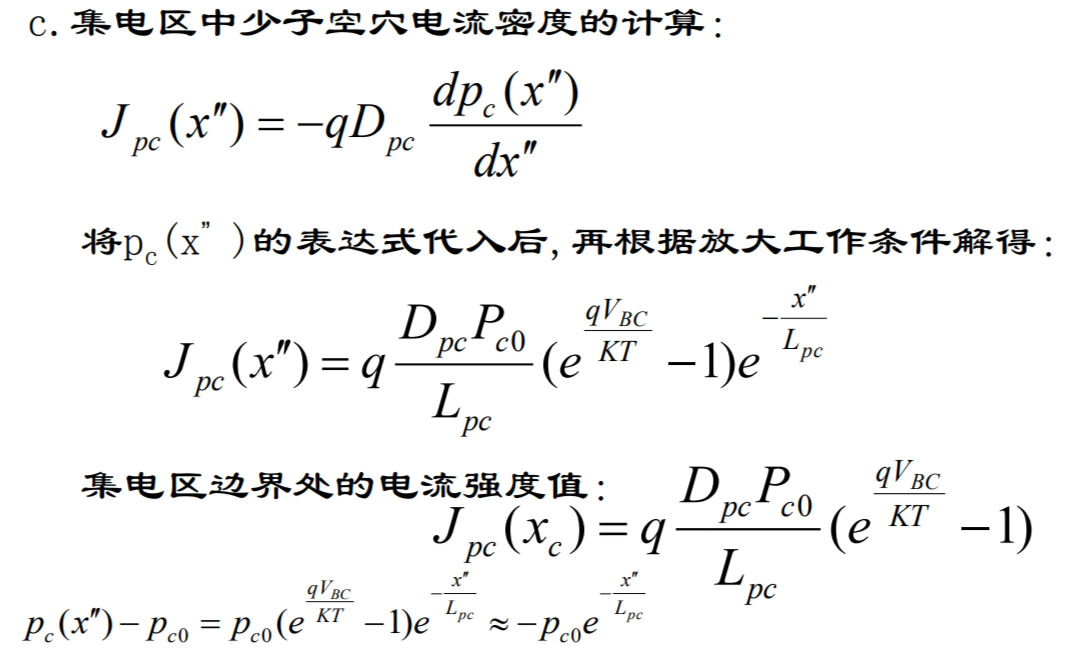 c.集电区中少子空穴电流密度的计算:
J_{pc}(x″) = −qD_{pc} \frac{dp_c(x″)}{dx″}
将p_c(x”)的表达式代入后,再根据放大工作条件解得:
J_{pc}(x″) = q \frac{D_{pc}P_{c0}}{L_{pc}} (e^{\frac{qV_{BC}}{KT}} − 1)e^{−\frac{x″}{L_{pc}}}
集电区边界处的电流强度值:
J_{pc}(x_c) = q \frac{D_{pc}P_{c0}}{L_{pc}} (e^{\frac{qV_{BC}}{KT}} − 1)
p_c(x″) − p_{c0} = p_{c0}(e^{\frac{qV_{BC}}{KT}} − 1)e^{−\frac{x″}{L_{pc}}} ≈ −p_{c0}e^{−\frac{x″}{L_{pc}}}